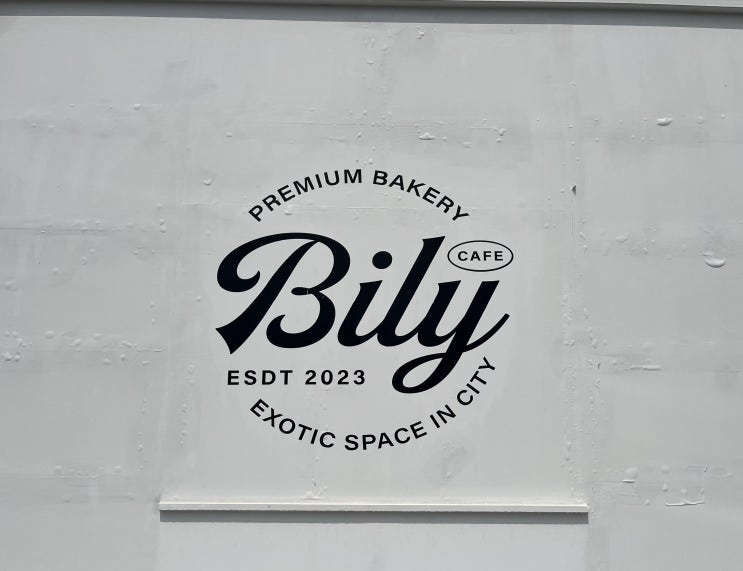 PREMIUM BAKERY
Bily
CAFE
ESDT 2023
EXOTIC SPACE IN CITY